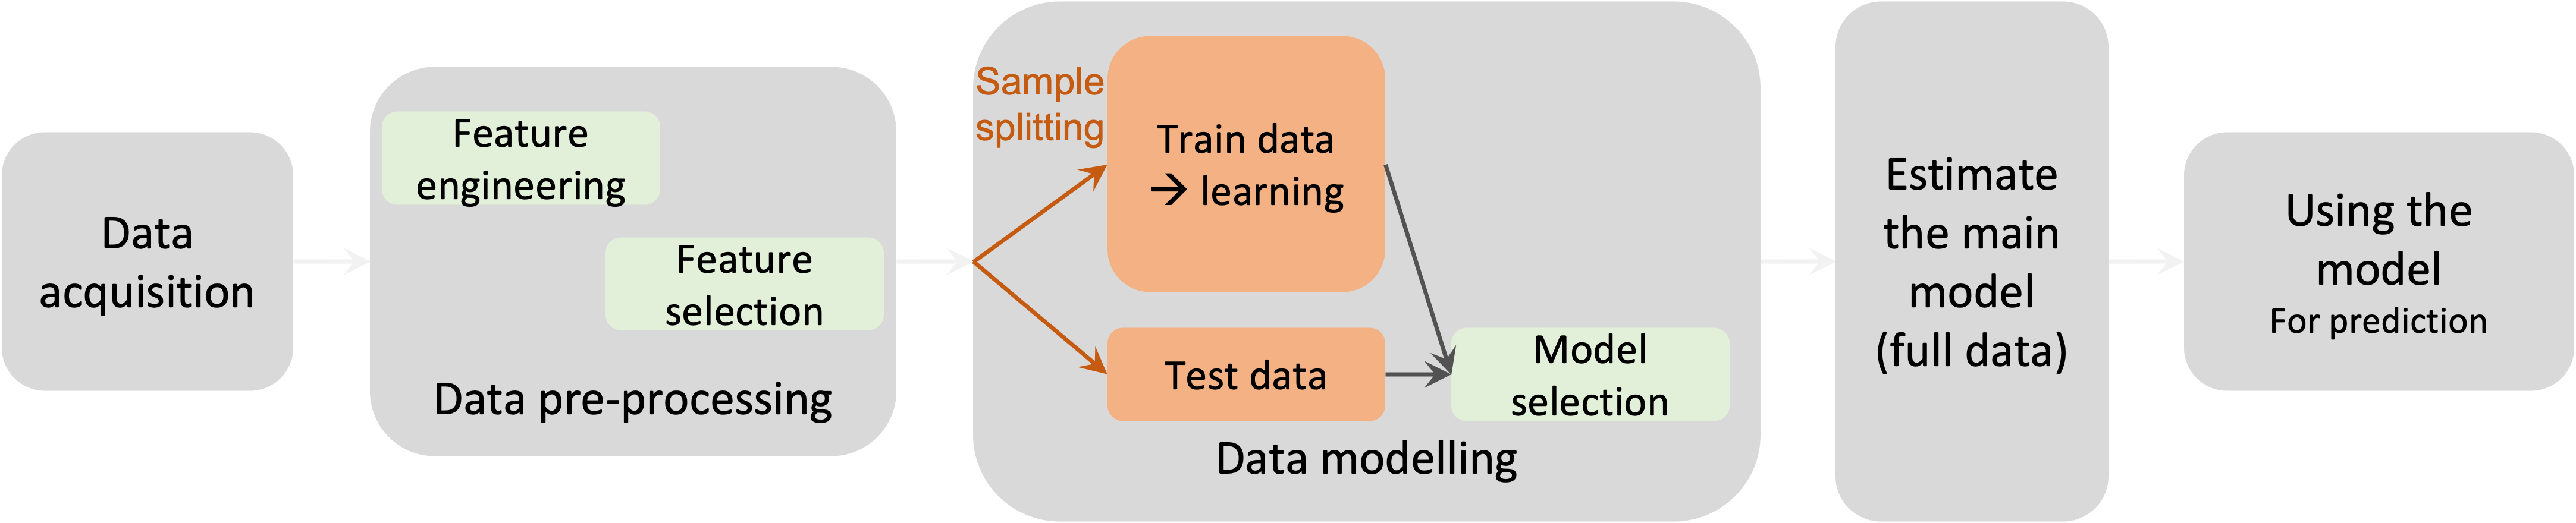 Data
acquisition
Feature
engineering
Feature
selection
Data pre-processing
Sample
splitting
Train data
→ learning
Test data
Model
selection
Data modelling
Estimate
the main
model
(full data)
Using the
model
For prediction